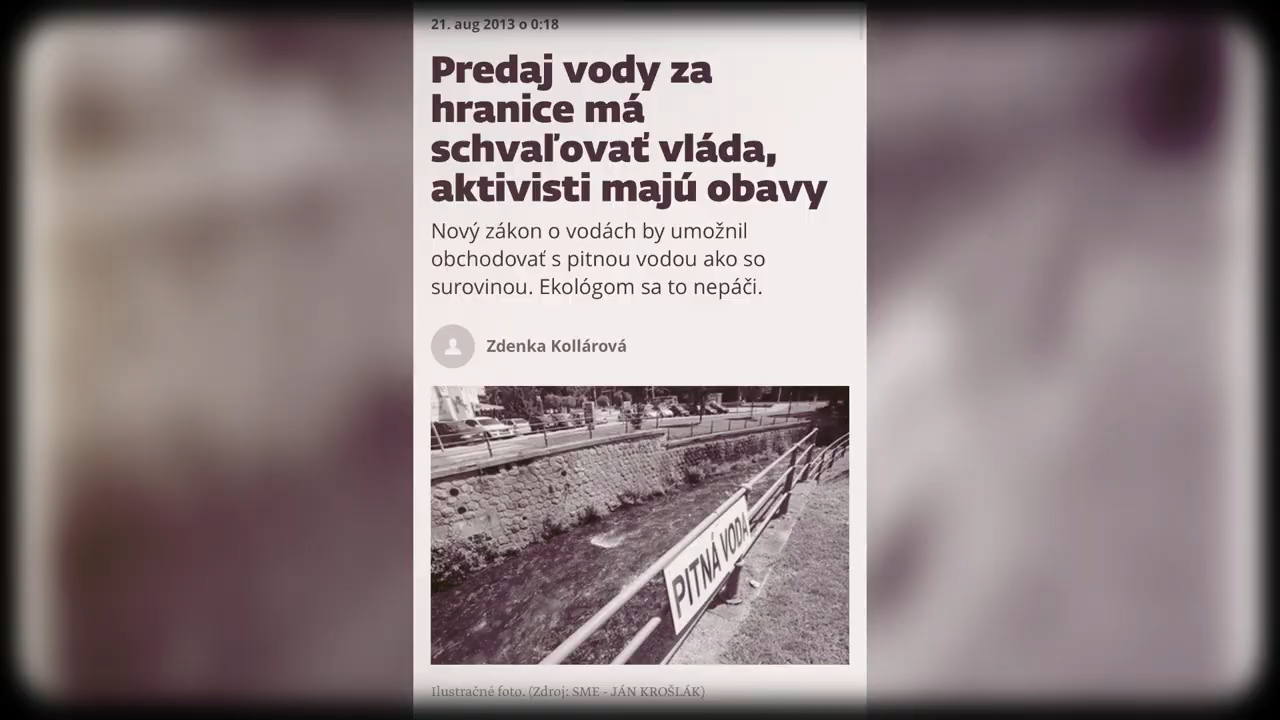 21. aug 2013 o 0:18
Predaj vody za
hranice má
schvaľovať vláda,
aktivisti majú obavy
Nový zákon o vodách by umožnil
obchodovať s pitnou vodou ako so
surovinou. Ekológom sa to nepáči.
Zdenka Kollárová
PITNÁ VODA
Ilustračné foto. (Zdroj: SME - JÁN KROŠLÁK)